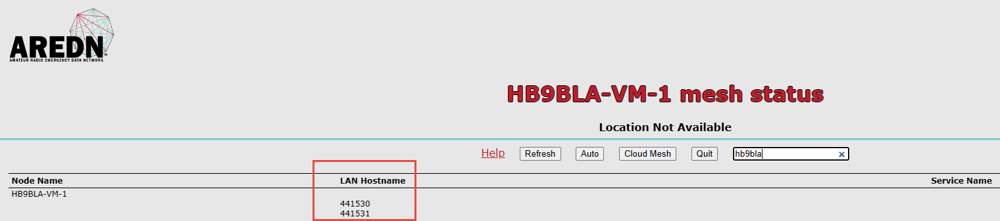 AREDN™
AMATEUR RADIO EMERGENCY DATA NETWORK
HB9BLA-VM-1 mesh status
Location Not Available
Help Refresh Auto Cloud Mesh Quit hb9bla ×
Node Name LAN Hostname Service Name
HB9BLA-VM-1
441530
441531